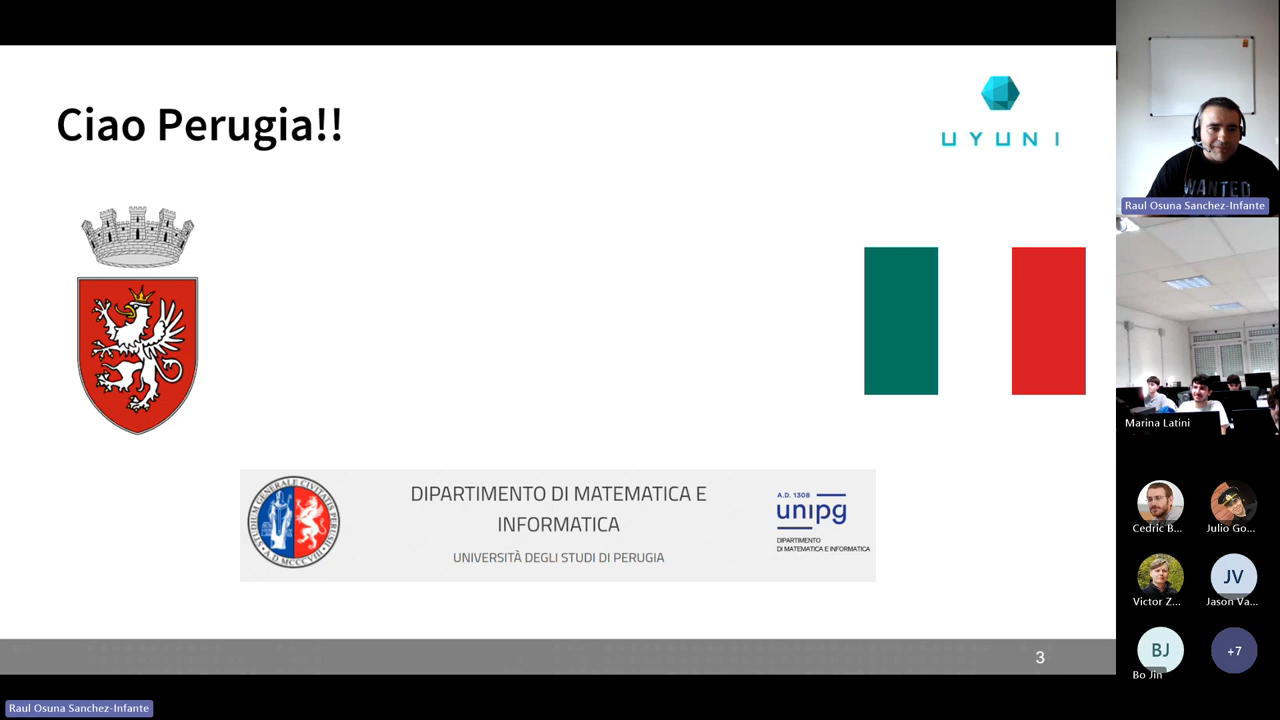 Ciao Perugia!!
UYUNI
DIPARTIMENTO DI MATEMATICA E
INFORMATICA
UNIVERSITÀ DEGLI STUDI DI PERUGIA
A.D. 1308
unipg
DIPARTIMENTO
DI MATEMATICA E INFORMATICA
3
Raul Osuna Sanchez-Infante
WANTED
Raul Osuna Sanchez-Infante
Marina Latini
Cedric B...
Julio Go...
Victor Z...
JV
Jason Va...
BJ
Bo Jin
+7